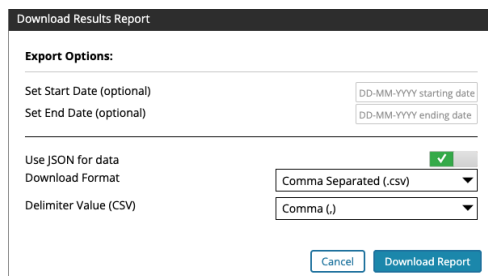 Download Results Report
Export Options:
Set Start Date (optional) DD-MM-YYYY starting date
Set End Date (optional) DD-MM-YYYY ending date
Use JSON for data
Download Format Comma Separated (.csv)
Delimiter Value (CSV) Comma (,)
Cancel Download Report